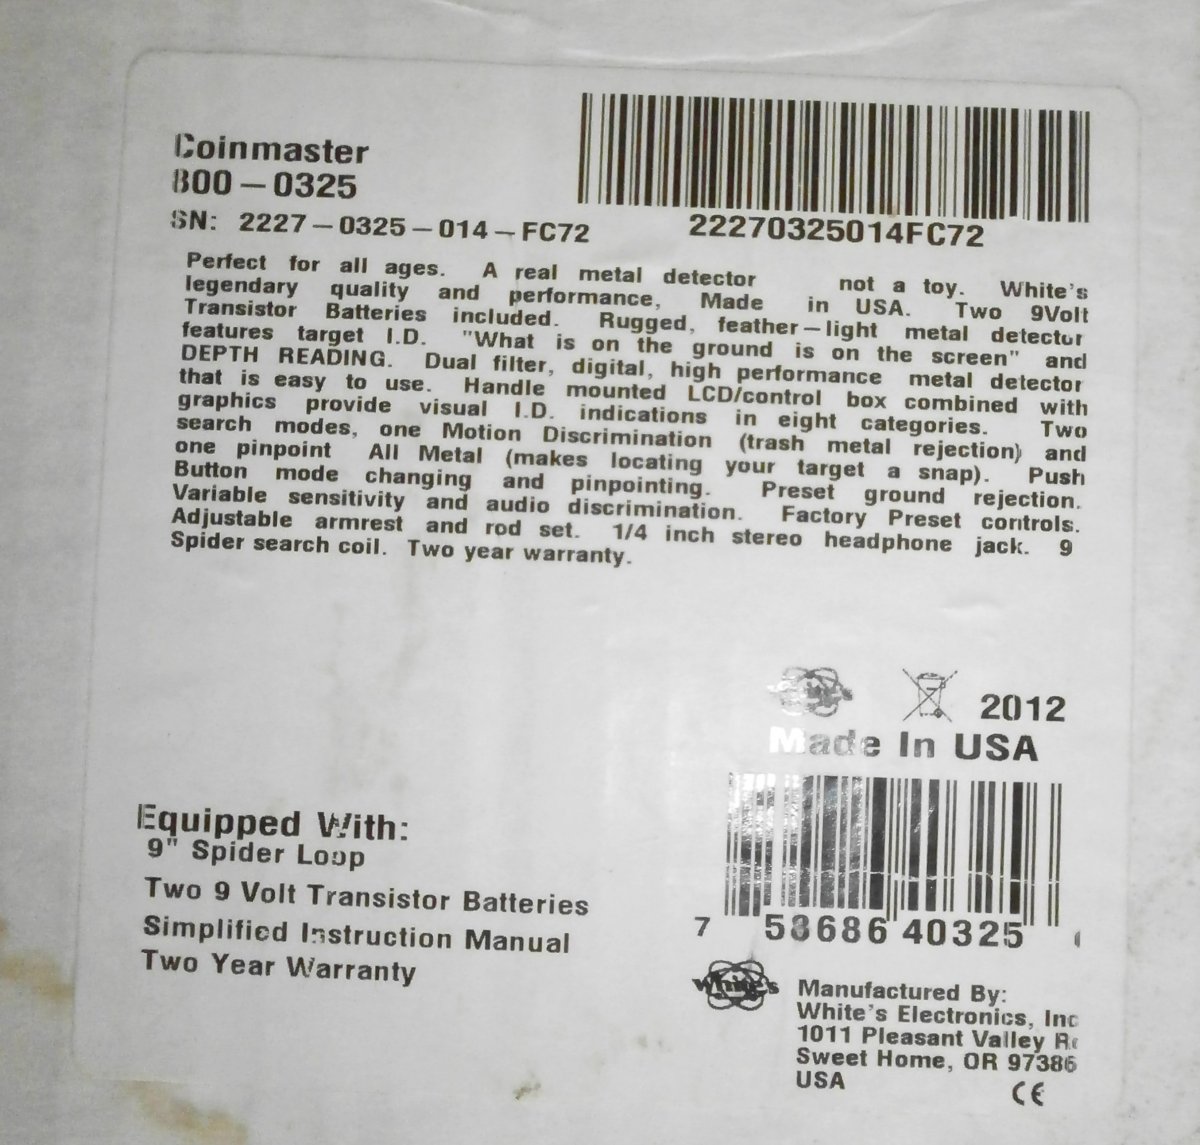 Coinmaster
800-0325
SN: 2227-0325-014-FC72
22270325014FC72
Perfect for all ages. A real metal detector not a toy. White's
legendary quality and performance, Made in USA. Two 9Volt
Transistor Batteries included. Rugged, feather-light metal detector
features target I.D. "What is on the ground is on the screen" and
DEPTH READING. Dual filter, digital, high performance metal detector
that is easy to use. Handle mounted LCD/control box combined with
graphics provide visual I.D. indications in eight categories. Two
search modes, one Motion Discrimination (trash metal rejection) and
one pinpoint All Metal (makes locating your target a snap). Push
Button mode changing and pinpointing. Preset ground rejection.
Variable sensitivity and audio discrimination. Factory Preset controls.
Adjustable armrest and rod set. 1/4 inch stereo headphone jack. 9
Spider search coil. Two year warranty.
2012
Made In USA
Equipped With:
9" Spider Loop
Two 9 Volt Transistor Batteries
Simplified Instruction Manual
Two Year Warranty
7 58686 40325
White's
Manufactured By:
White's Electronics, Inc
1011 Pleasant Valley
Sweet Home, OR 97386
USA
CE